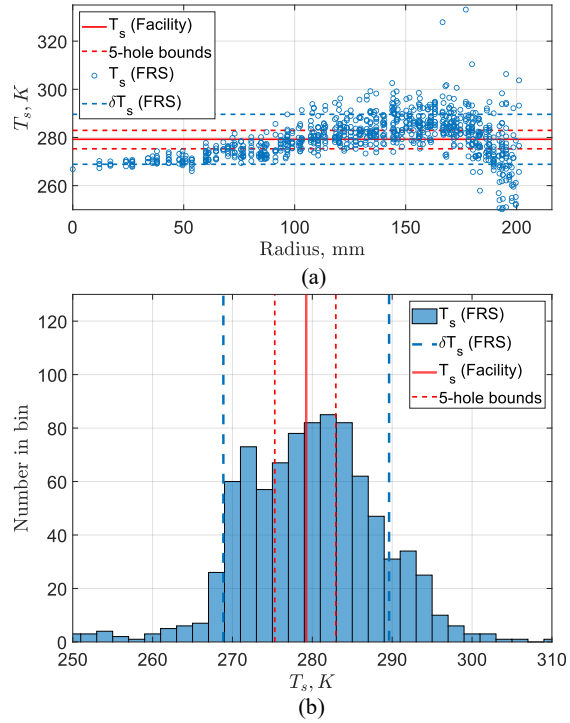 T_s, K
320
300
280
260
T_s (Facility)
5-hole bounds
T_s (FRS)
δT_s (FRS)
0 50 100 150 200
Radius, mm
(a)
Number in bin
120
100
80
60
40
20
0
T_s (FRS)
δT_s (FRS)
T_s (Facility)
5-hole bounds
250 260 270 280 290 300 310
T_s, K
(b)